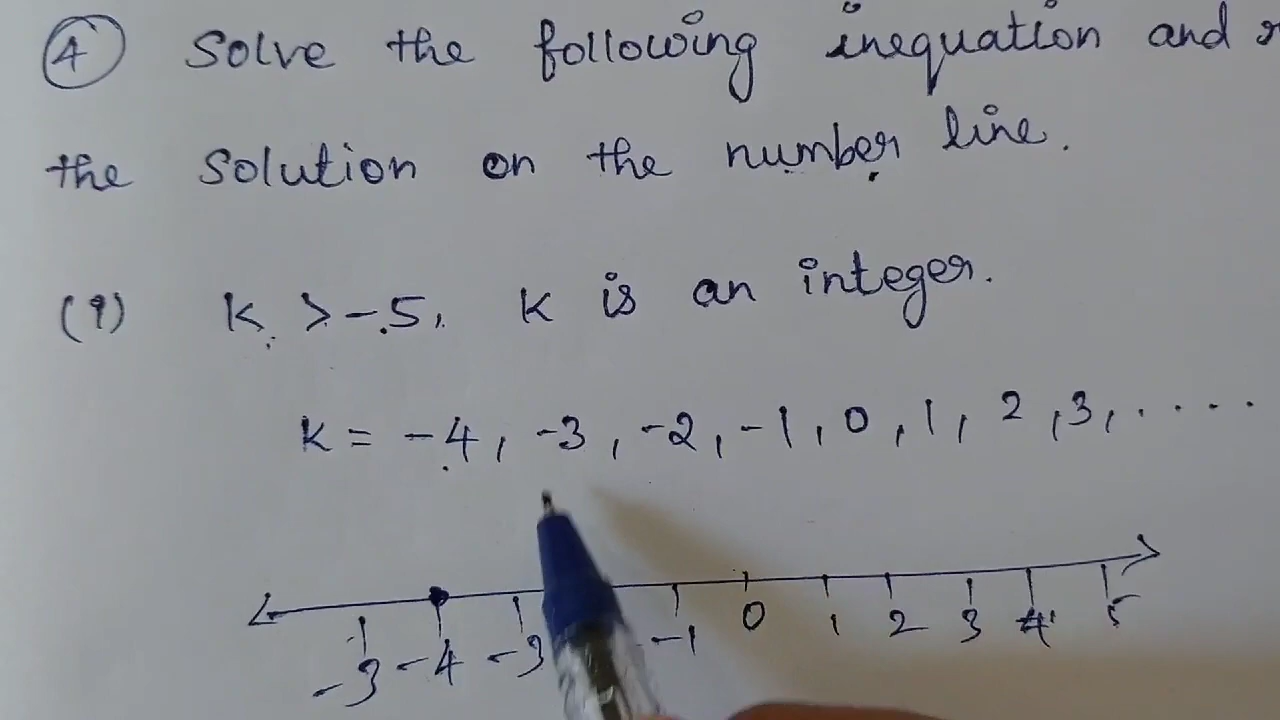 4 Solve the following inequation and
the solution on the number line.
(i) K > -5, K is an integer.
K = -4, -3, -2, -1, 0, 1, 2, 3, .....
-3 -4 -3 -1 0 1 2 3 4 5